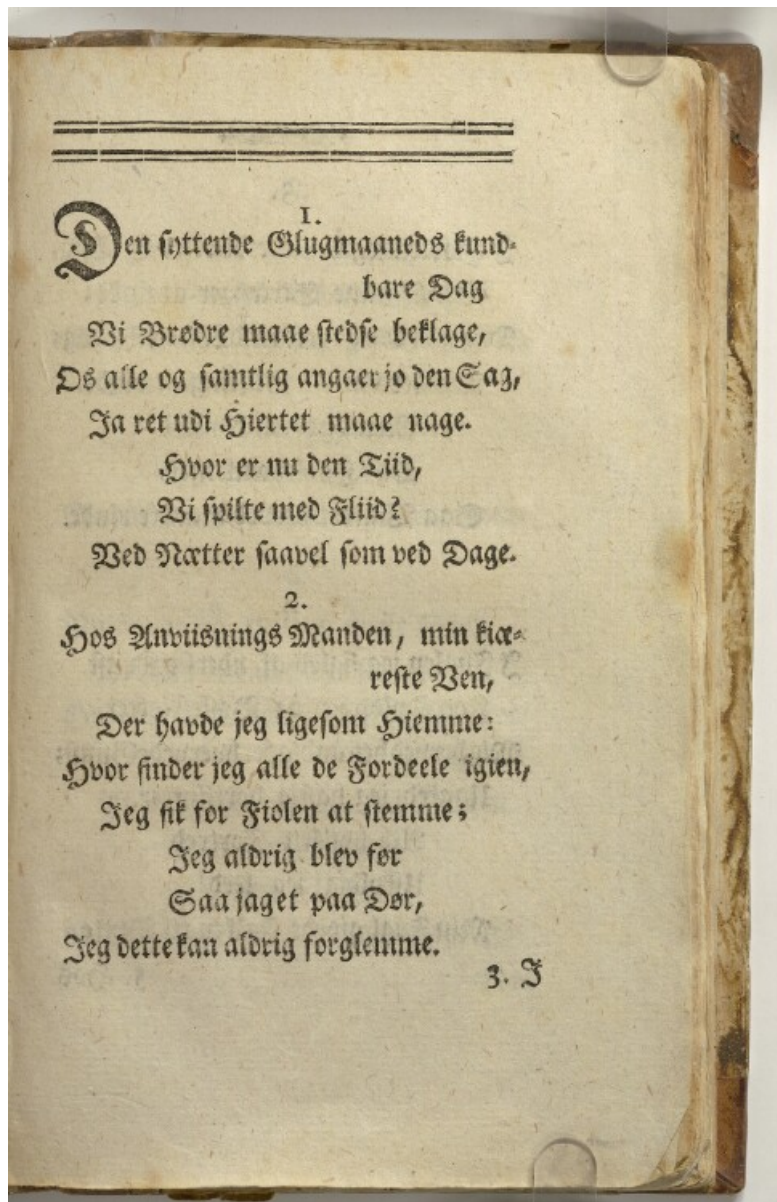 1.
Den syttende Glugmaaneds kund-
bare Dag
Vi Brødre maae stedse beklage,
Os alle og samtlig angaer jo den Sag,
Ja ret udi Hiertet maae nage.
Hvor er nu den Tiid,
Vi spilte med Fliid?
Ved Nætter saavel som ved Dage.
2.
Hos Anviisnings Manden, min kiæ-
reste Ven,
Der havde jeg ligesom Hiemme:
Hvor finder jeg alle de Fordeele igien,
Jeg fik for Fiolen at stemme;
Jeg aldrig blev før
Saa jaget paa Dør,
Jeg dette kan aldrig forglemme.
3. J